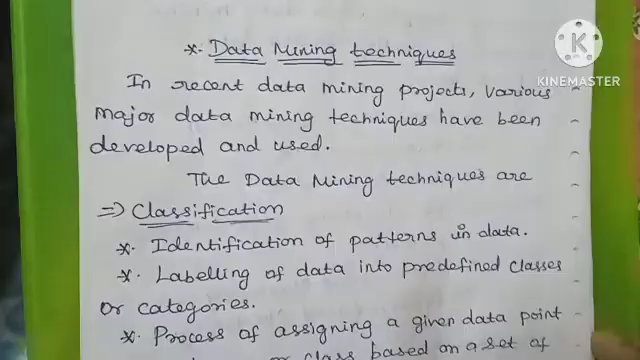 * Data Mining techniques
KINEMASTER
In recent data mining projects, various
major data mining techniques have been
developed and used.
The Data Mining techniques are
=> Classification
* Identification of patterns in data.
* Labelling of data into predefined classes
or categories.
* Process of assigning a given data point
or class based on a set of